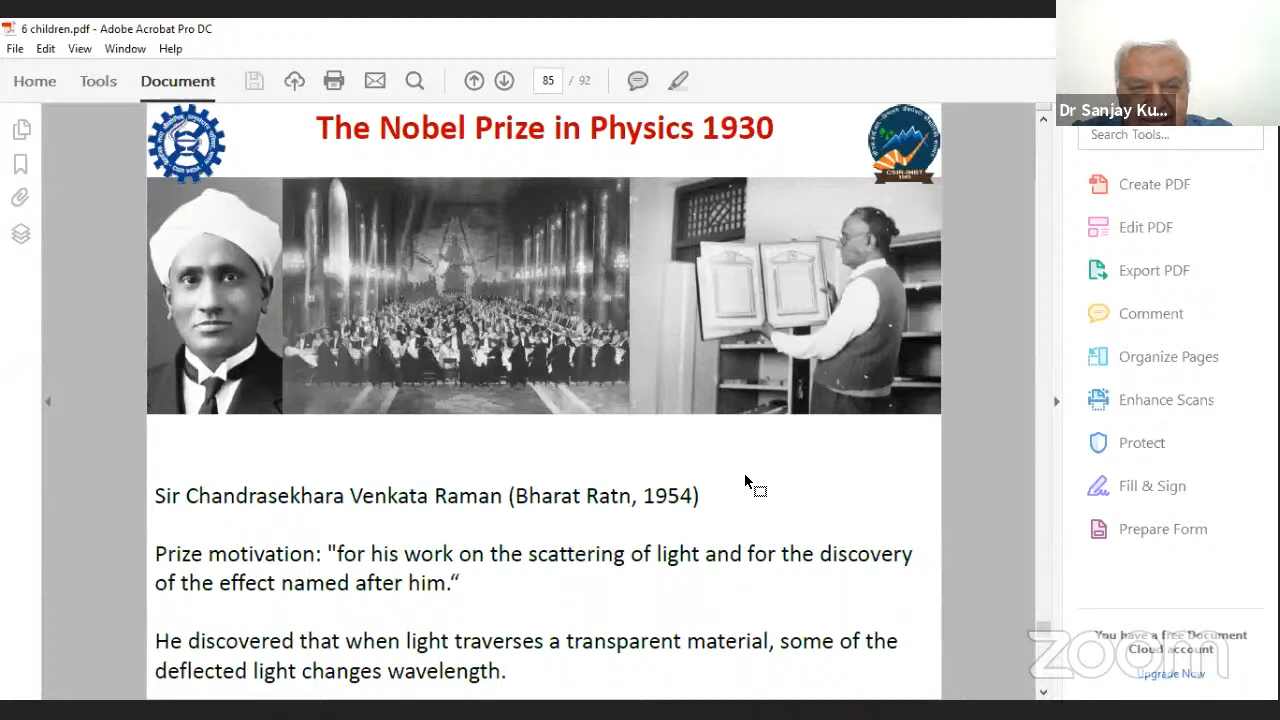 6 children.pdf - Adobe Acrobat Pro DC
File Edit View Window Help
Home Tools Document 85 / 92
Dr Sanjay Ku...
Search Tools...
The Nobel Prize in Physics 1930
CSIR INDIA
CSIR-IHBT
Sir Chandrasekhara Venkata Raman (Bharat Ratn, 1954)
Prize motivation: "for his work on the scattering of light and for the discovery
of the effect named after him.“
He discovered that when light traverses a transparent material, some of the
deflected light changes wavelength.
Create PDF
Edit PDF
Export PDF
Comment
Organize Pages
Enhance Scans
Protect
Fill & Sign
Prepare Form
You have a free Document
Cloud account
Upgrade Now
zoom